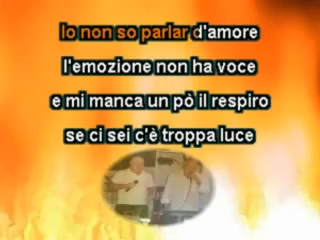 Io non so parlar d'amore
l'emozione non ha voce
e mi manca un pò il respiro
se ci sei c'è troppa luce